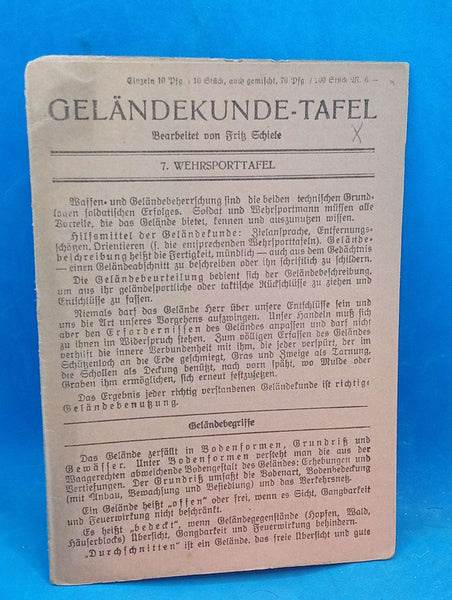 Einzeln 10 Pfg. / 10 Stück, auch gemischt, 70 Pfg. / 100 Stück M. 6.—
GELÄNDEKUNDE-TAFEL
Bearbeitet von Fritz Schiele
7. WEHRSPORTTAFEL
Waffen- und Geländebeherrschung sind die beiden technischen Grund-
lagen soldatischen Erfolges. Soldat und Wehrsportmann müssen alle
Vorteile, die das Gelände bietet, kennen und auszunutzen wissen.
Hilfsmittel der Geländekunde: Zielansprache, Entfernungs-
schätzen, Orientieren (s. die entsprechenden Wehrsporttafeln). Gelände-
beschreibung heißt die Fertigkeit, mündlich — auch aus dem Gedächtnis
— einen Geländeabschnitt zu beschreiben oder ihn schriftlich zu schildern.
Die Geländebeurteilung bedient sich der Geländebeschreibung,
um aus ihr geländesportliche oder taktische Rückschlüsse zu ziehen und
Entschlüsse zu fassen.
Niemals darf das Gelände Herr über unsere Entschlüsse sein und
uns die Art unseres Vorgehens aufzwingen. Unser Handeln muß sich
aber den Erfordernissen des Geländes anpassen und darf nicht
zu ihnen im Widerspruch stehen. Zum völligen Erfassen des Geländes
verhilft die innere Verbundenheit mit ihm, die jeder verspürt, der im
Schützenloch an die Erde geschmiegt, Gras und Zweige als Tarnung,
die Schollen als Deckung benützt, nach vorn späht, wo Mulde oder
Graben ihm ermöglichen, sich erneut festzusetzen.
Das Ergebnis jeder richtig verstandenen Geländekunde ist richtige
Geländebenutzung.
Geländebegriffe
Das Gelände zerfällt in Bodenformen, Grundriß und
Gewässer. Unter Bodenformen versteht man die aus der
Waagerechten abweichende Bodengestalt des Geländes: Erhebungen und
Vertiefungen. Der Grundriß umfaßt die Bodenart, Bodenbedeckung
(mit Anbau, Bewachsung und Besiedlung) und das Verkehrsnetz.
Ein Gelände heißt „offen“ oder frei, wenn es Sicht, Gangbarkeit
und Feuerwirkung nicht beschränkt.
Es heißt „bedeckt“, wenn Geländegegenstände (Hopfen, Wald,
Häuserblocks) Übersicht, Gangbarkeit und Feuerwirkung behindern.
„Durchschnitten“ ist ein Gelände, das freie Übersicht und gute